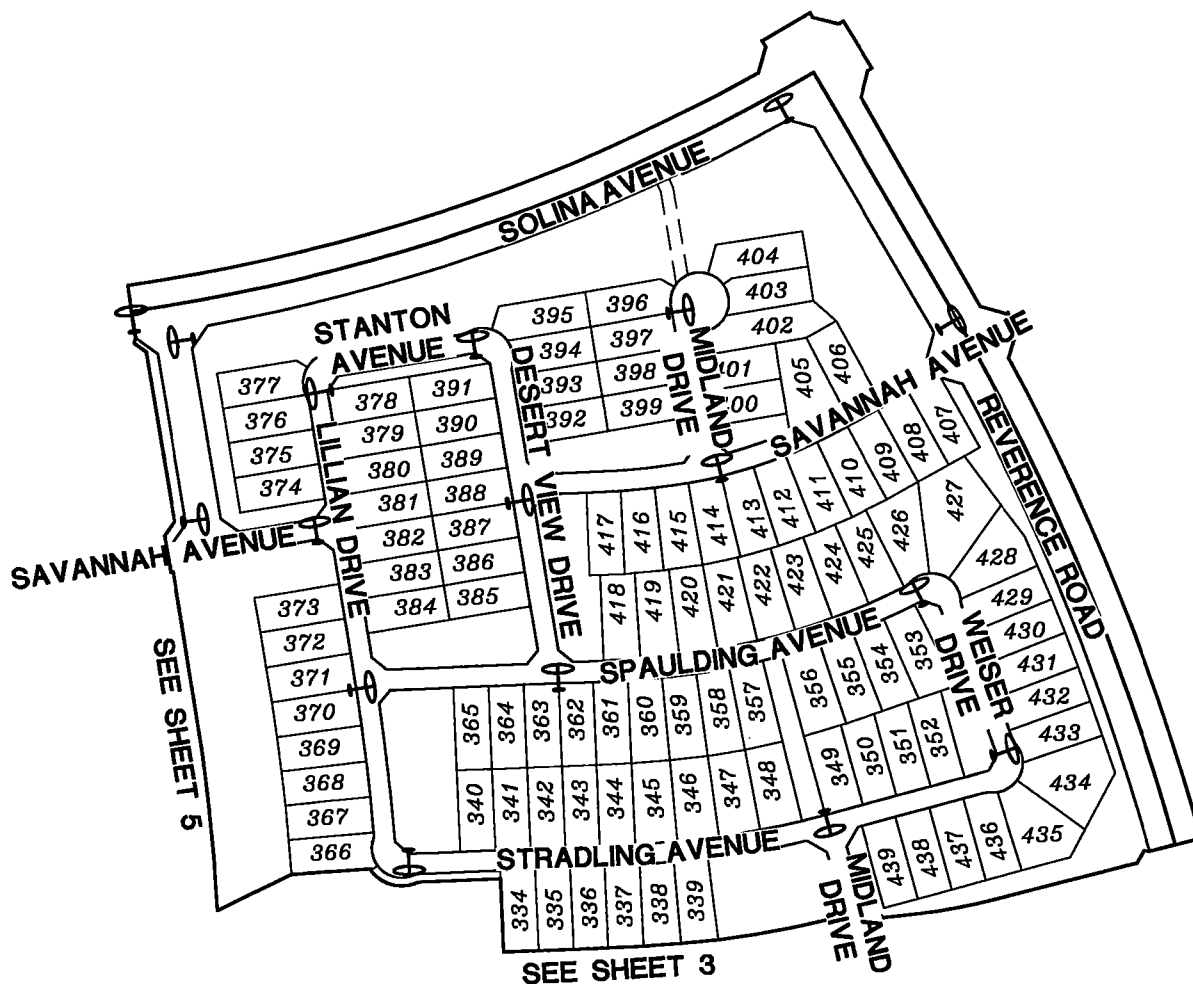 SOLINA AVENUE
STANTON
AVENUE
MIDLAND
DRIVE
DESERT VIEW DRIVE
SAVANNAH AVENUE
REVERENCE ROAD
LILLIAN DRIVE
SAVANNAH AVENUE
SEE SHEET 5
SPAULDING AVENUE
WEISER
DRIVE
STRADLING AVENUE
MIDLAND
DRIVE
SEE SHEET 3
404
403
402
401
400
395 396
394 397
393 398
392 399
405 406
407
377
376
375
374
378 391
379 390
380 389
381 388
382 387
383 386
384 385
417 416 415 414 413 412 411 410 409 408
418 419 420 421 422 423 424 425 426 427
428
429
430
431
432
433
434
435
373
372
371
370
369
368
367
366
365 364 363 362 361 360 359 358 357 356 355 354 353
340 341 342 343 344 345 346 347 348 349 350 351 352
334 335 336 337 338 339
439 438 437 436